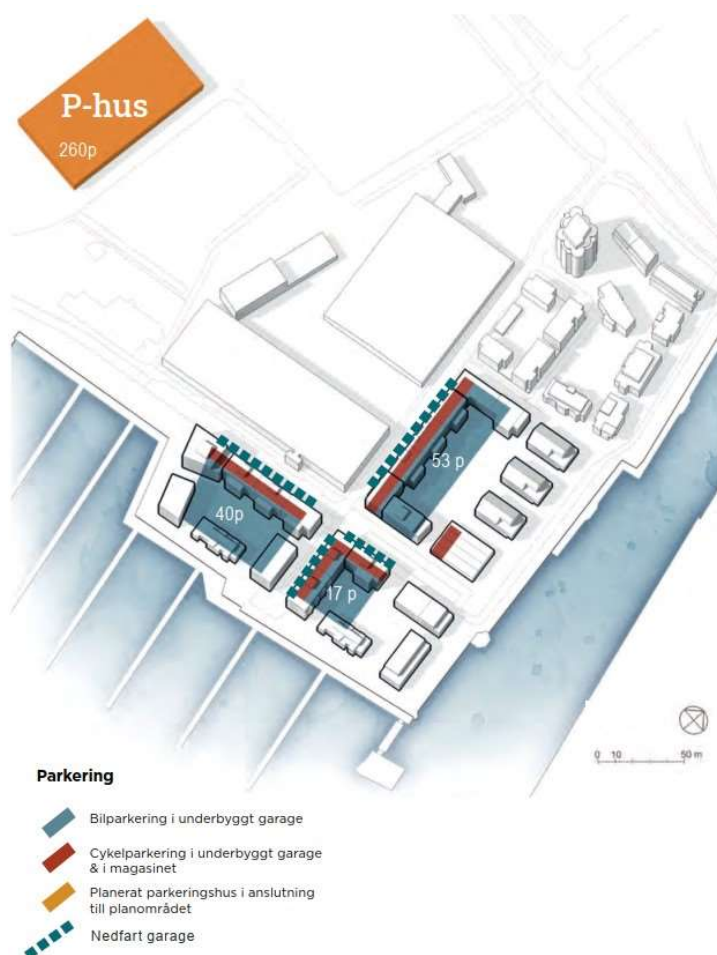 P-hus
260p
53 p
40p
17 p
0 10 50 m
Parkering
Bilparkering i underbyggt garage
Cykelparkering i underbyggt garage
& i magasinet
Planerat parkeringshus i anslutning
till planområdet
Nedfart garage